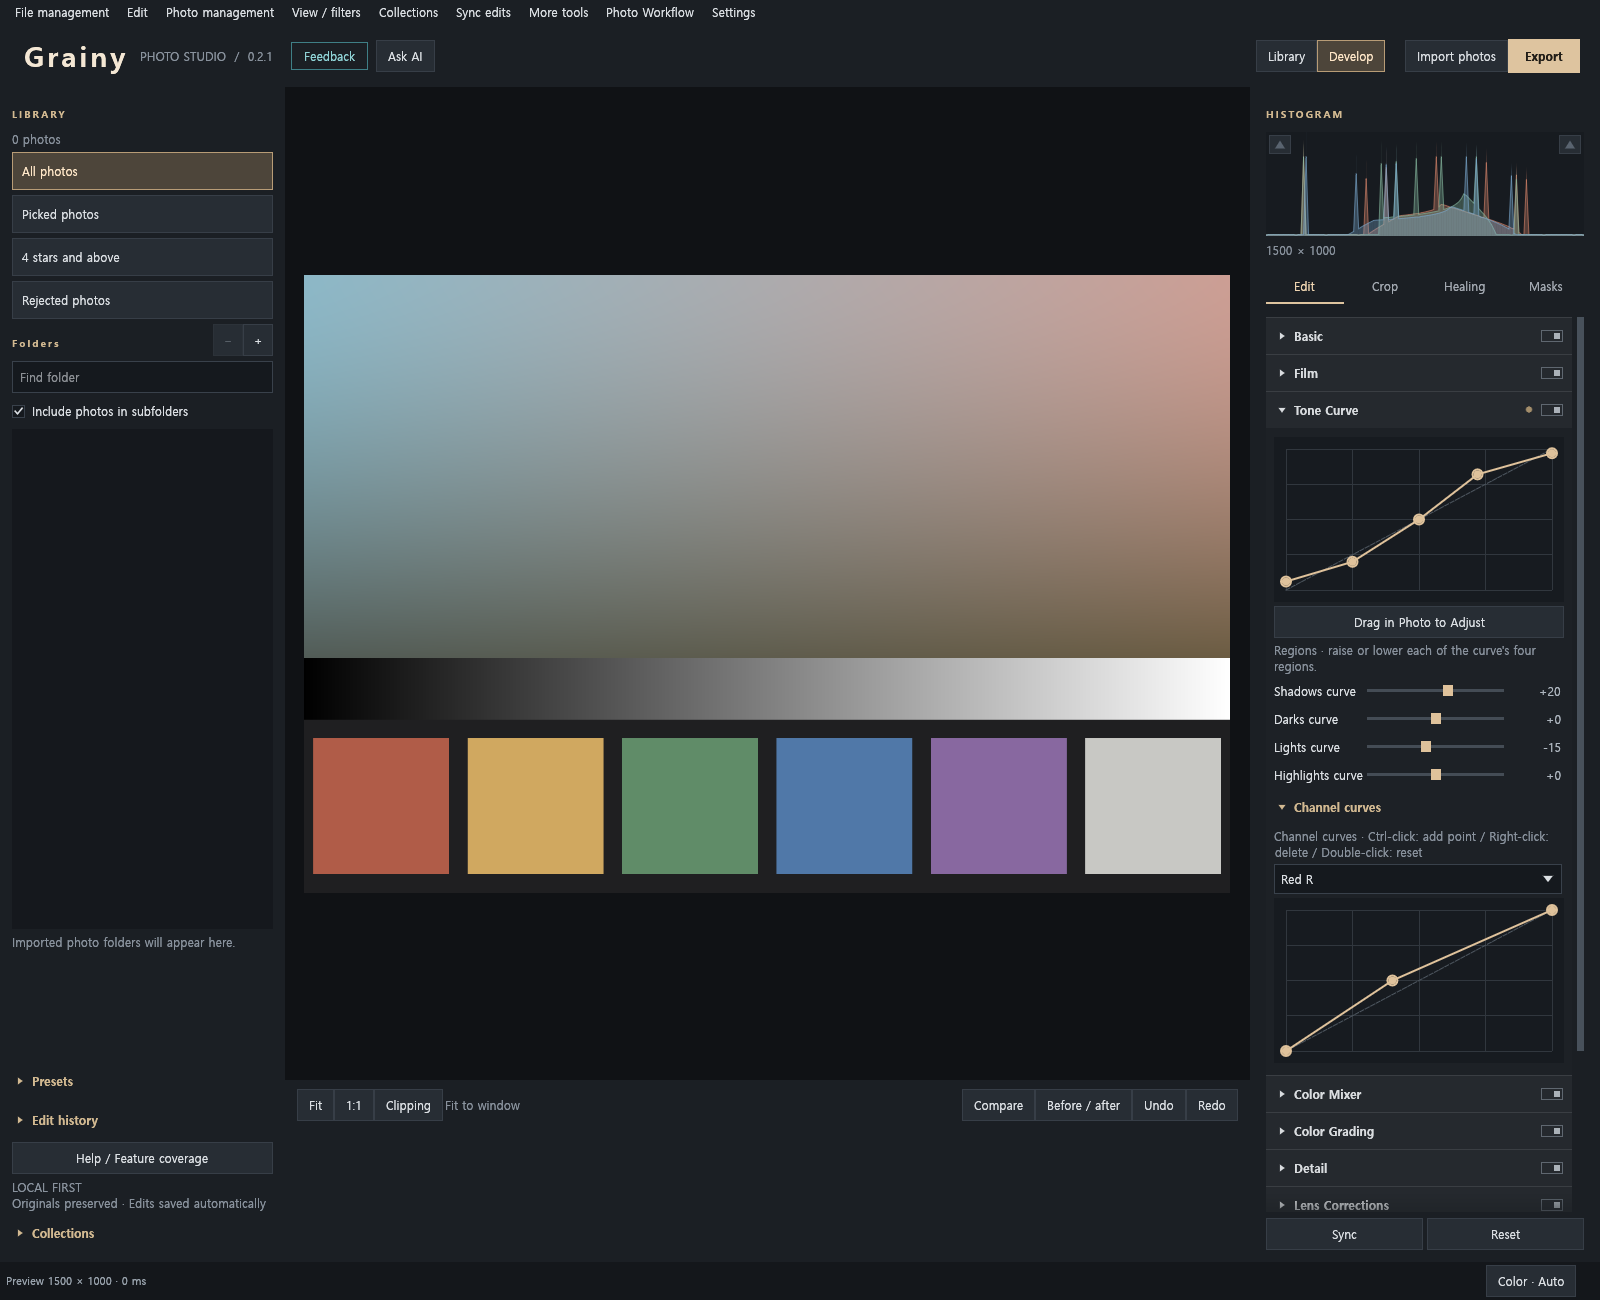 File management Edit Photo management View / filters Collections Sync edits More tools Photo Workflow Settings
Grainy PHOTO STUDIO / 0.2.1 Feedback Ask AI Library Develop Import photos Export
LIBRARY
0 photos
All photos
Picked photos
4 stars and above
Rejected photos
Folders − +
Find folder
Include photos in subfolders
Imported photo folders will appear here.
Presets
Edit history
Help / Feature coverage
LOCAL FIRST
Originals preserved · Edits saved automatically
Collections
Fit 1:1 Clipping Fit to window Compare Before / after Undo Redo
HISTOGRAM
1500 × 1000
Edit Crop Healing Masks
Basic
Film
Tone Curve
Drag in Photo to Adjust
Regions · raise or lower each of the curve's four
regions.
Shadows curve +20
Darks curve +0
Lights curve -15
Highlights curve +0
Channel curves
Channel curves · Ctrl-click: add point / Right-click:
delete / Double-click: reset
Red R
Color Mixer
Color Grading
Detail
Lens Corrections
Sync Reset
Preview 1500 × 1000 · 0 ms Color · Auto